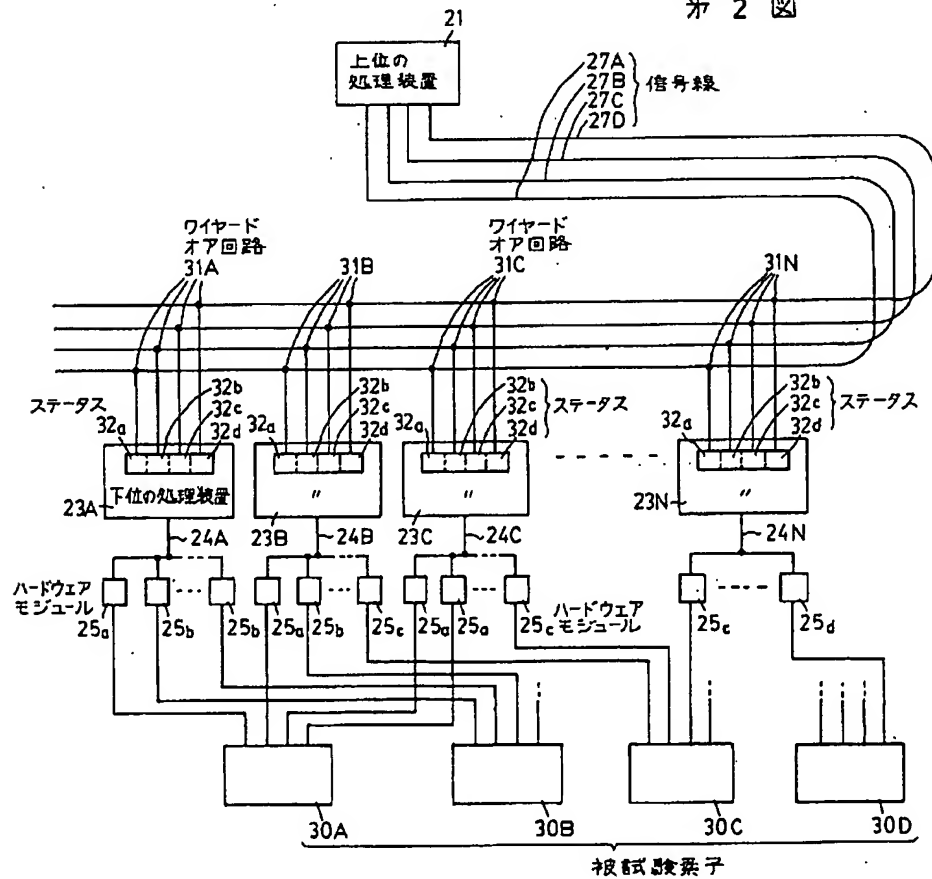 第 2 図
21
上位の
処理装置
27A
27B
27C
27D
信号線
ワイヤード
オア回路
31A
31B
ワイヤード
オア回路
31C
31N
ステータス
32a
32b
32c
32d
32a
32b
32c
32d
32a
32b
32c
32d
ステータス
32a
32b
32c
32d
ステータス
下位の処理装置
〃
〃
〃
23A
23B
23C
23N
24A
24B
24C
24N
ハードウェア
モジュール
25a
25b
25b
25a
25b
25c
25a
25a
25c
ハードウェア
モジュール
25c
25d
30A
30B
30C
30D
被試験素子